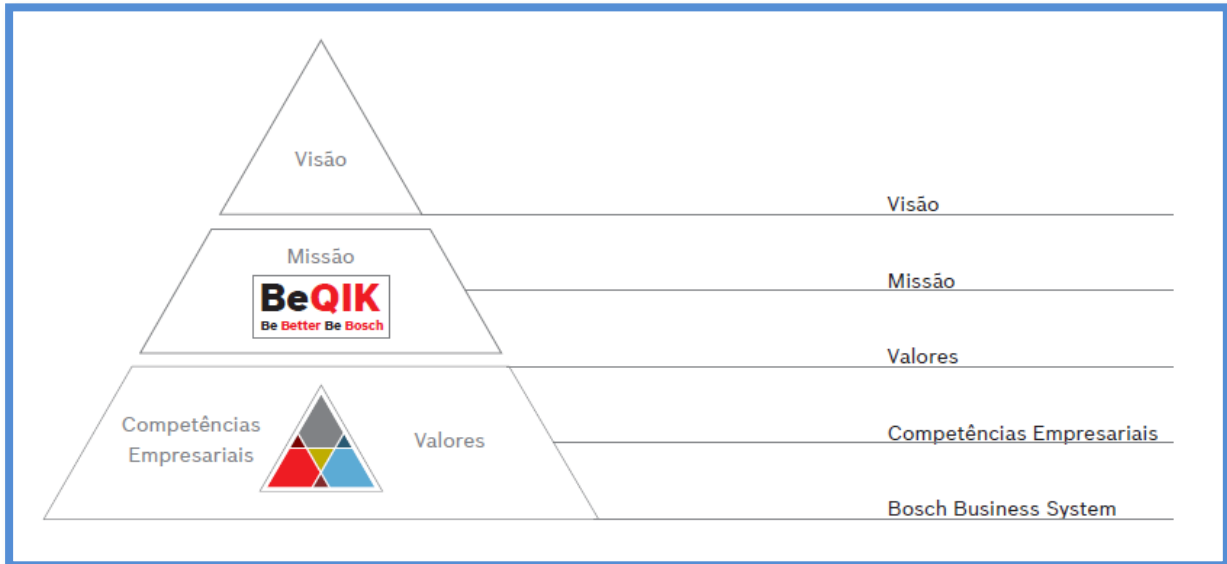 Visão
Visão
Missão
Missão
BeQIK
Be Better Be Bosch
Valores
Competências
Empresariais
Valores
Competências Empresariais
Bosch Business System